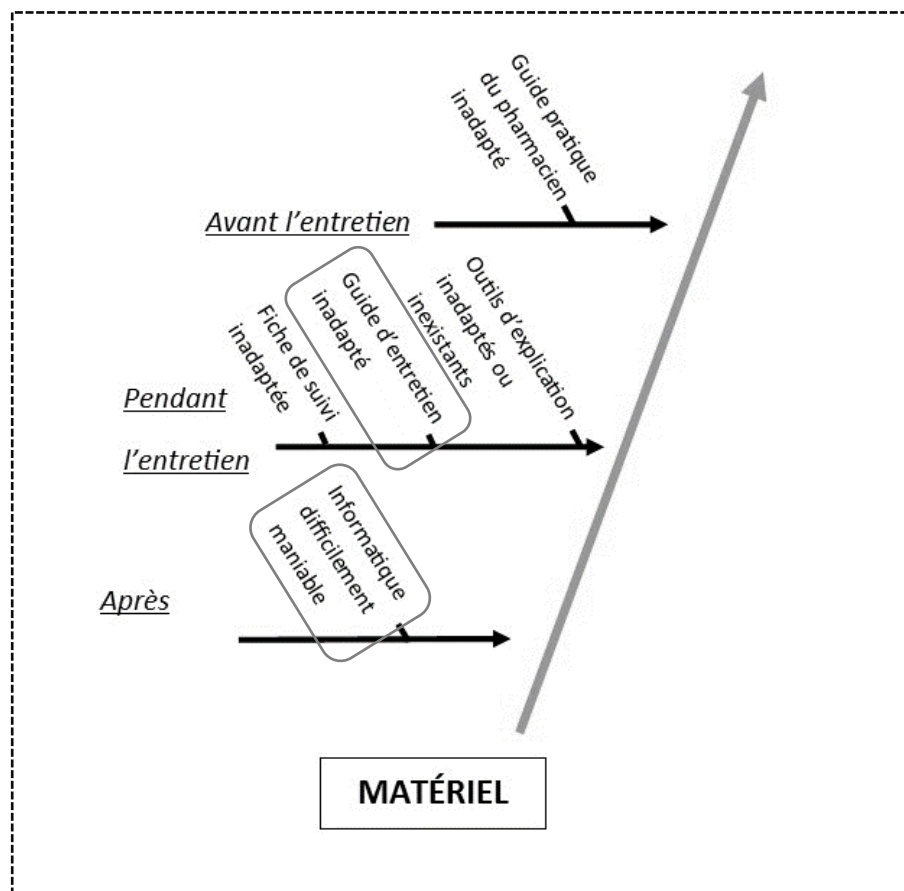 Guide pratique
du pharmacien
inadapté
Avant l’entretien
Fiche de suivi
inadaptée
Guide d’entretien
inadapté
Outils d’explication
inadaptés ou
inexistants
Pendant
l’entretien
Informatique
difficilement
maniable
Après
MATÉRIEL